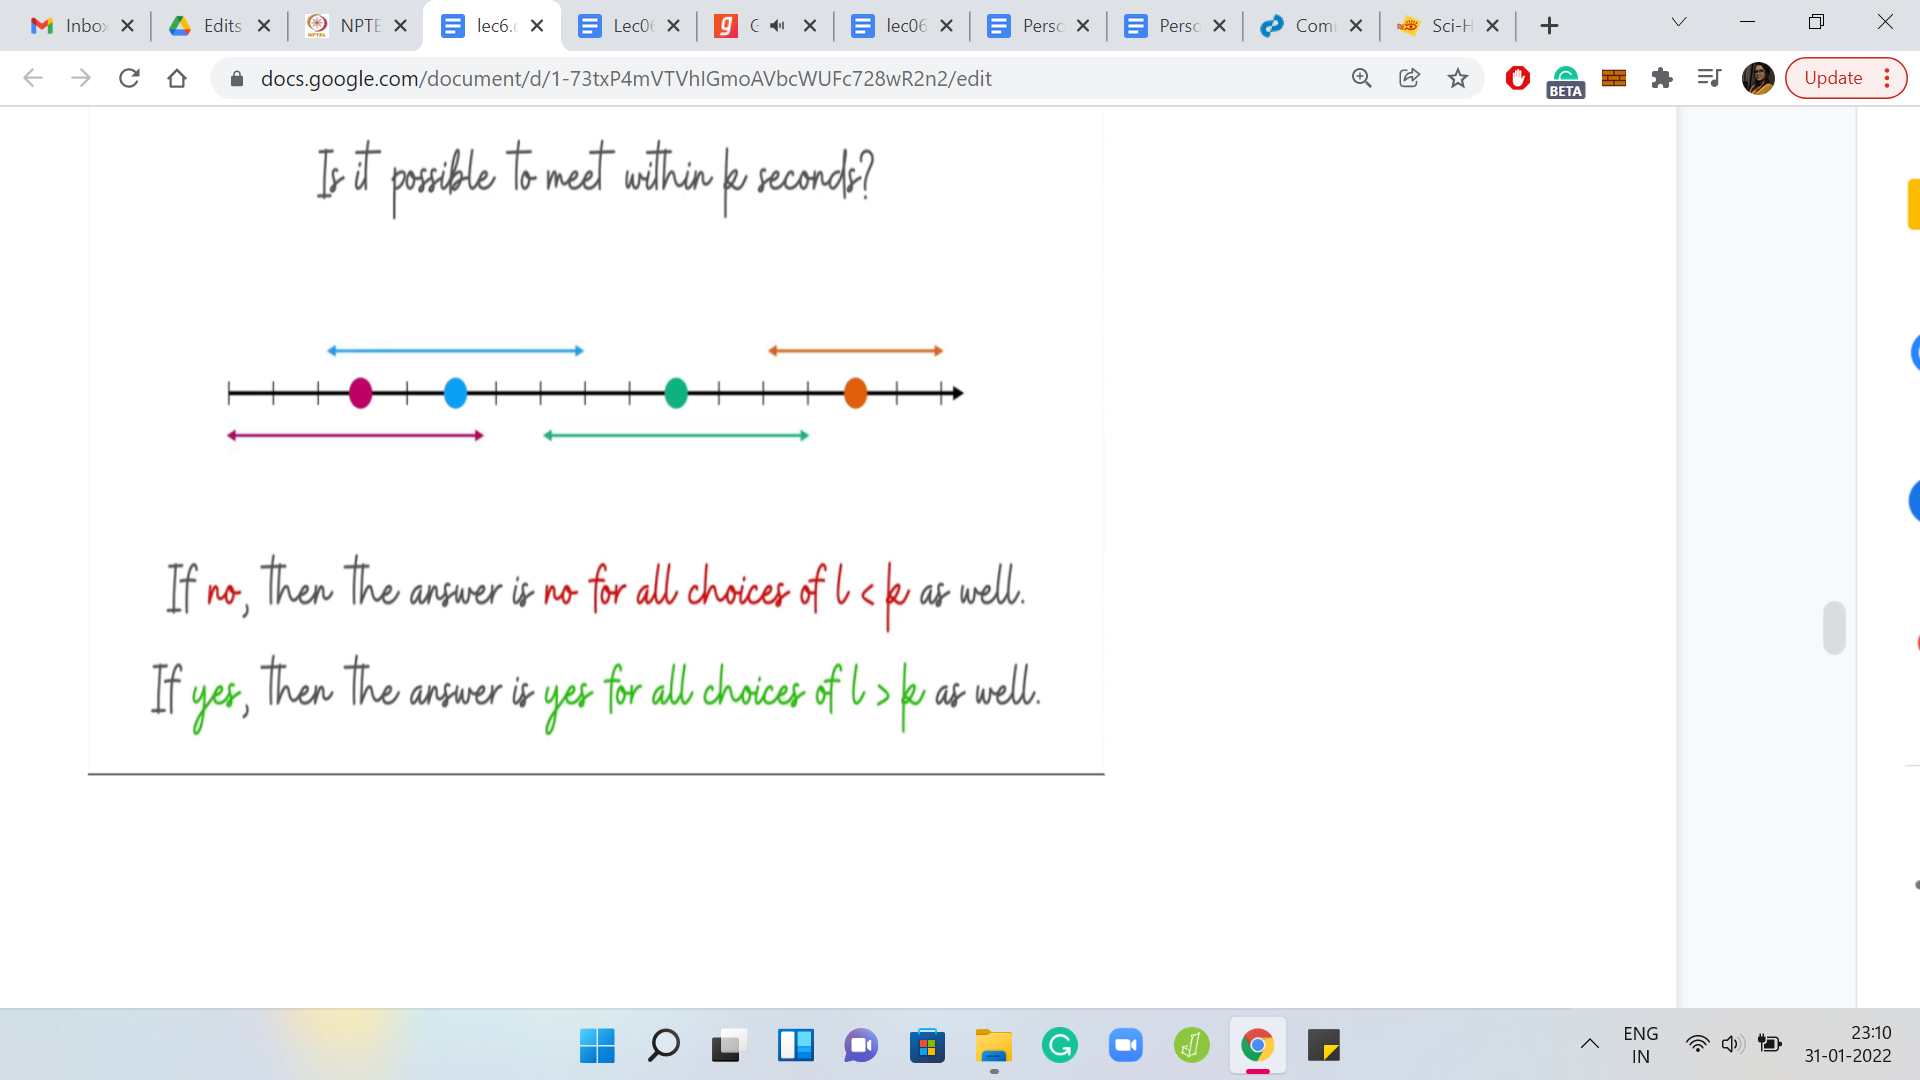 Inbox
Edits
NPTE
lec6.c
Lec06
G
lec06
Perso
Perso
Com
Sci-H
docs.google.com/document/d/1-73txP4mVTVhlGmoAVbcWUFc728wR2n2/edit
BETA
Update
Is it possible to meet within k seconds?
If no, then the answer is no for all choices of l < k as well.
If yes, then the answer is yes for all choices of l > k as well.
ENG
IN
23:10
31-01-2022